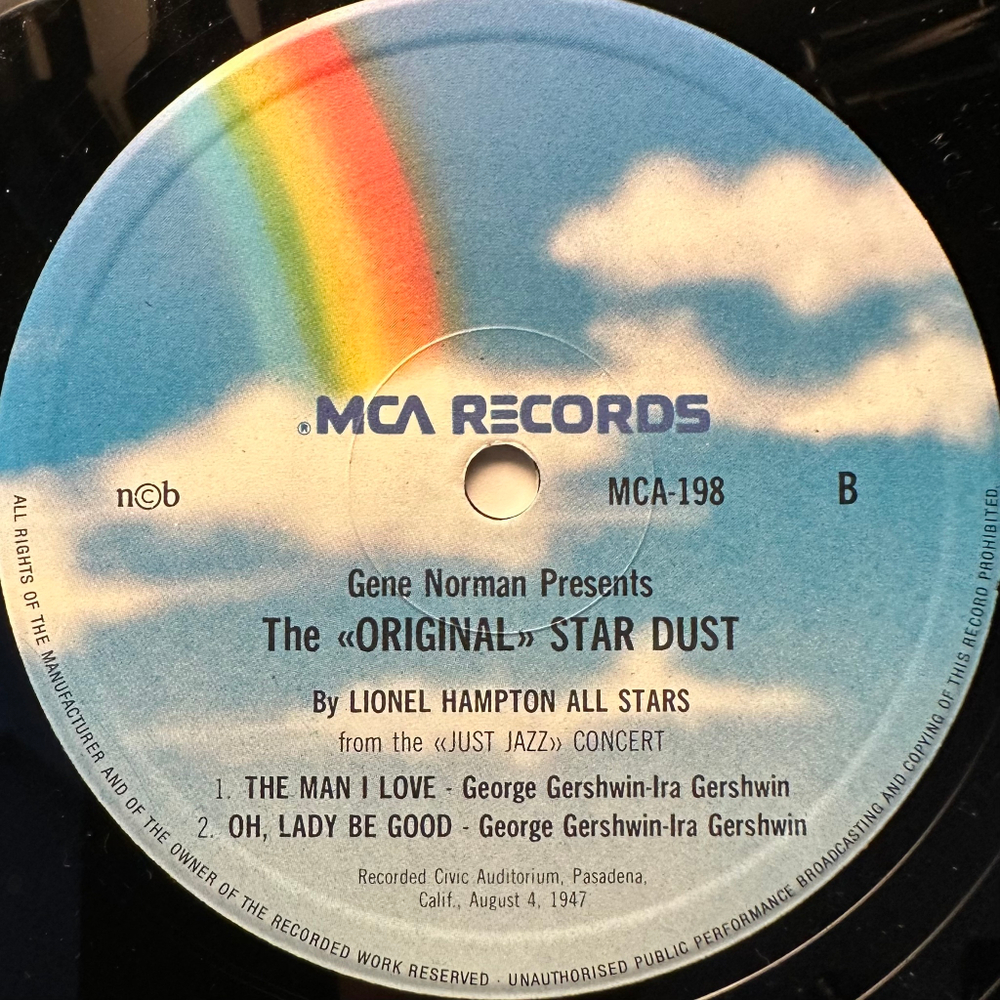 ®MCA RECORDS
n©b MCA-198 B
Gene Norman Presents
The «ORIGINAL» STAR DUST
By LIONEL HAMPTON ALL STARS
from the «JUST JAZZ» CONCERT
1. THE MAN I LOVE - George Gershwin-Ira Gershwin
2. OH, LADY BE GOOD - George Gershwin-Ira Gershwin
Recorded Civic Auditorium, Pasadena,
Calif., August 4, 1947
ALL RIGHTS OF THE MANUFACTURER AND OF THE OWNER OF THE RECORDED WORK RESERVED · UNAUTHORISED PUBLIC PERFORMANCE BROADCASTING AND COPYING OF THIS RECORD PROHIBITED.